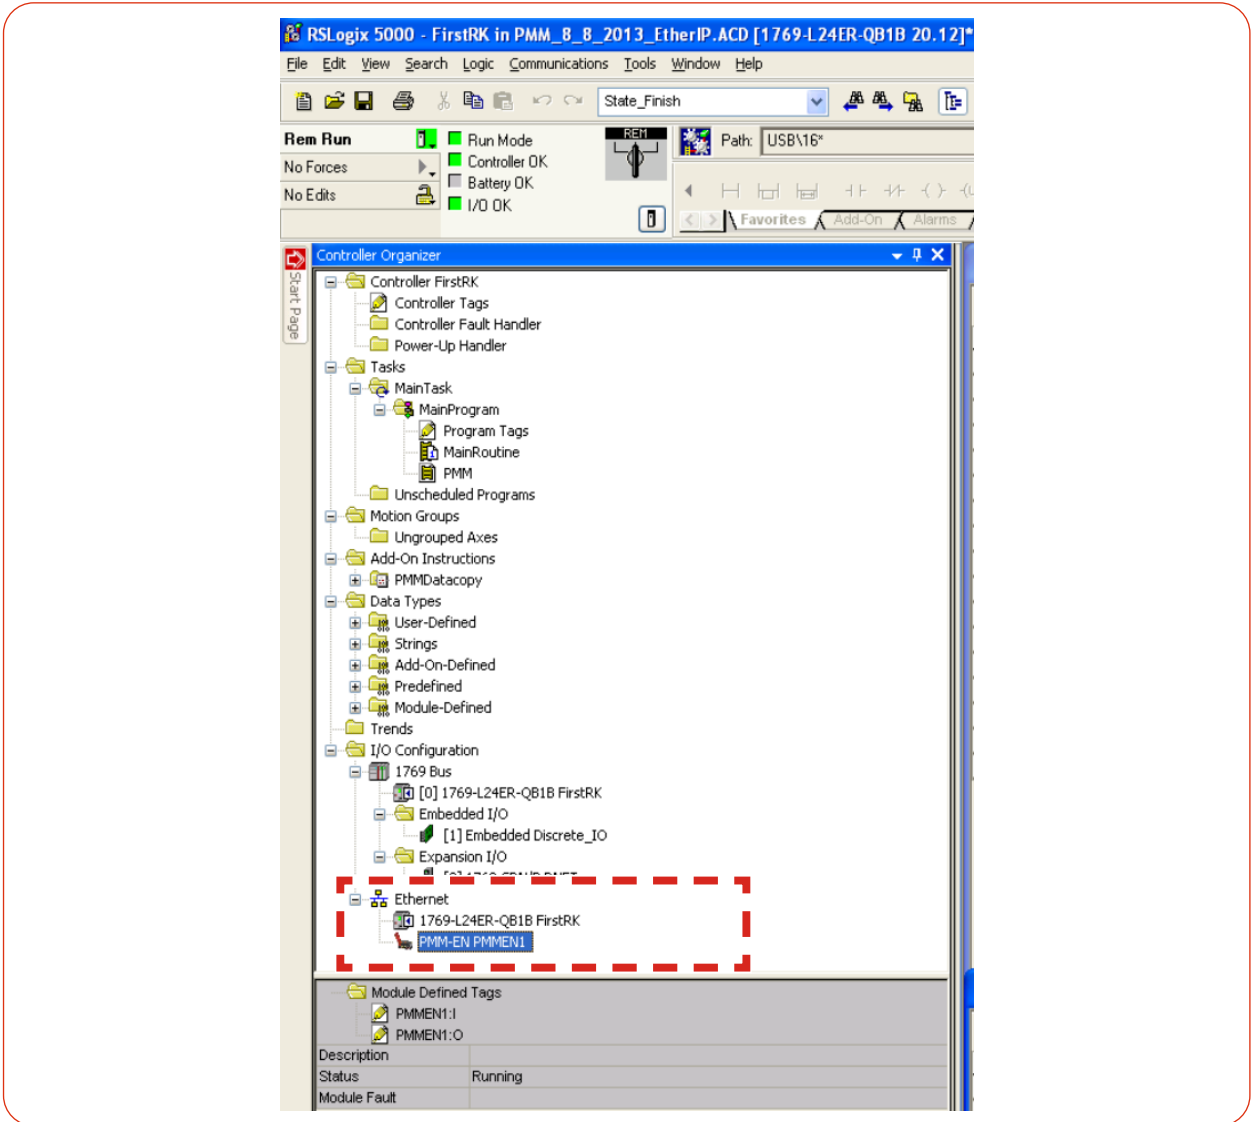 RSLogix 5000 - FirstRK in PMM_8_8_2013_EtherIP.ACD [1769-L24ER-QB1B 20.12]*
File Edit View Search Logic Communications Tools Window Help
State_Finish
Rem Run
No Forces
No Edits
Run Mode
Controller OK
Battery OK
I/O OK
REM
Path: USB\16*
Favorites Add-On Alarms
Start Page
Controller Organizer
Controller FirstRK
Controller Tags
Controller Fault Handler
Power-Up Handler
Tasks
MainTask
MainProgram
Program Tags
MainRoutine
PMM
Unscheduled Programs
Motion Groups
Ungrouped Axes
Add-On Instructions
PMMDatacopy
Data Types
User-Defined
Strings
Add-On-Defined
Predefined
Module-Defined
Trends
I/O Configuration
1769 Bus
[0] 1769-L24ER-QB1B FirstRK
Embedded I/O
[1] Embedded Discrete_IO
Expansion I/O
Ethernet
1769-L24ER-QB1B FirstRK
PMM-EN PMMEN1
Module Defined Tags
PMMEN1:I
PMMEN1:O
Description
Status Running
Module Fault